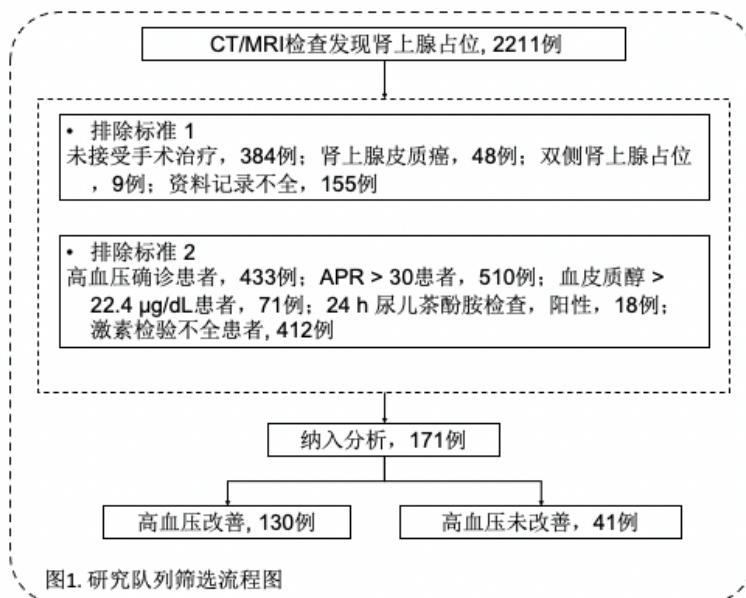 CT/MRI检查发现肾上腺占位, 2211例
• 排除标准 1
未接受手术治疗，384例；肾上腺皮质癌，48例；双侧肾上腺占位
，9例；资料记录不全，155例
• 排除标准 2
高血压确诊患者，433例；APR > 30患者，510例；血皮质醇 >
22.4 μg/dL患者，71例；24 h 尿儿茶酚胺检查，阳性，18例；
激素检验不全患者, 412例
纳入分析，171例
高血压改善, 130例
高血压未改善，41例
图1. 研究队列筛选流程图